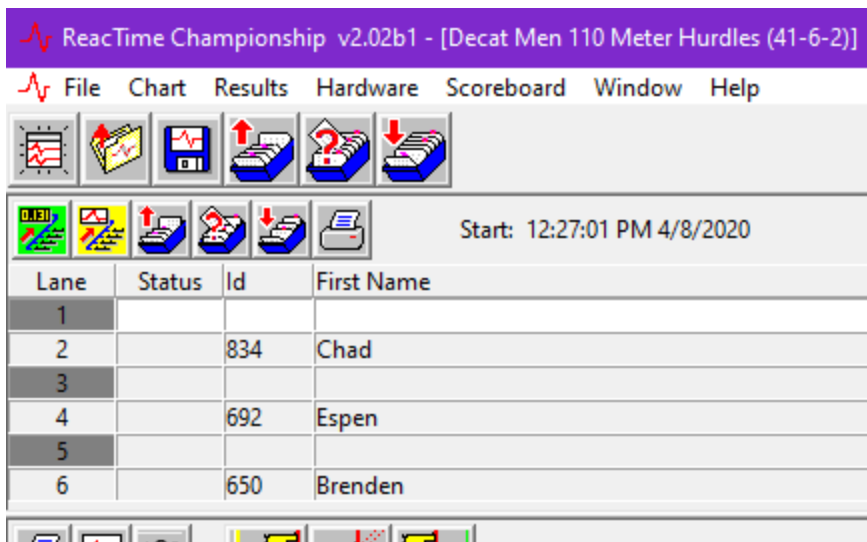 ReacTime Championship v2.02b1 - [Decat Men 110 Meter Hurdles (41-6-2)]
File Chart Results Hardware Scoreboard Window Help
Start: 12:27:01 PM 4/8/2020
Lane Status Id First Name
1
2 834 Chad
3
4 692 Espen
5
6 650 Brenden